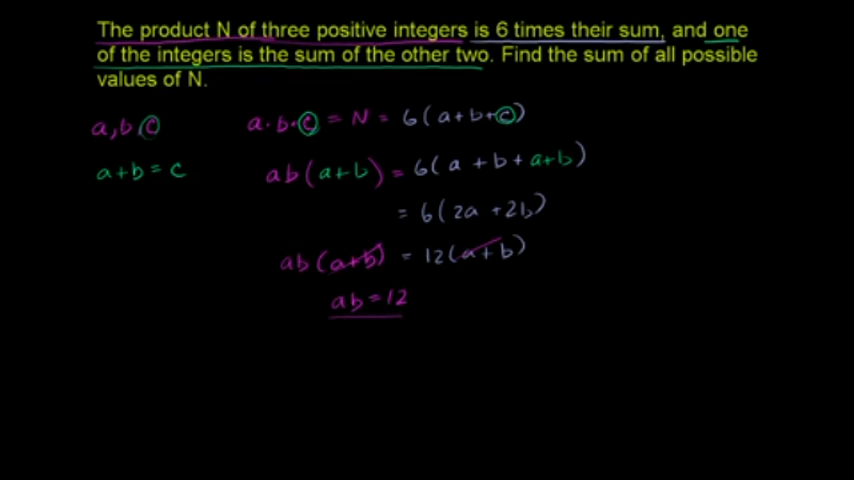 The product N of three positive integers is 6 times their sum, and one
of the integers is the sum of the other two. Find the sum of all possible
values of N.
a, b, c a · b · c = N = 6(a+b+c)
a+b = c ab(a+b) = 6(a + b + a+b)
= 6(2a + 2b)
ab(a+b) = 12(a+b)
ab = 12